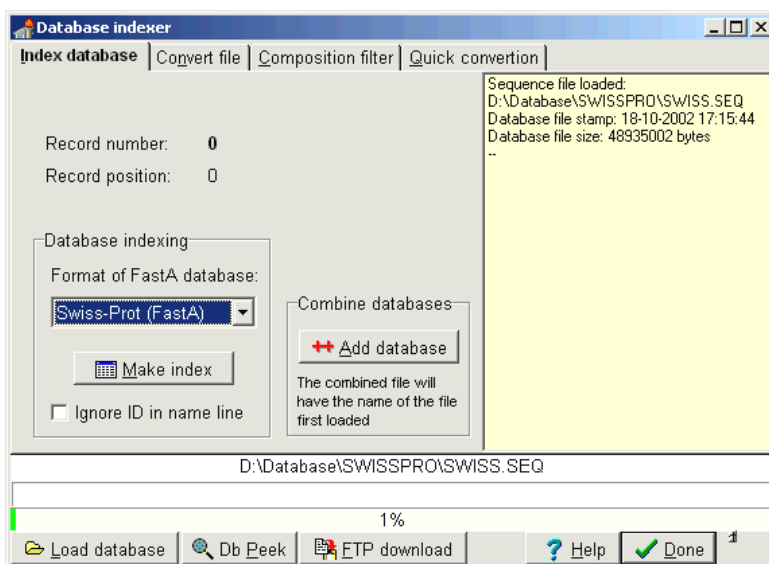 Database indexer
Index database
Convert file
Composition filter
Quick convertion
Sequence file loaded:
D:\Database\SWISSPRO\SWISS.SEQ
Database file stamp: 18-10-2002 17:15:44
Database file size: 48935002 bytes
--
Record number: 0
Record position: 0
Database indexing
Format of FastA database:
Swiss-Prot (FastA)
Make index
Ignore ID in name line
Combine databases
Add database
The combined file will
have the name of the file
first loaded
D:\Database\SWISSPRO\SWISS.SEQ
1%
Load database
Db Peek
FTP download
? Help
Done